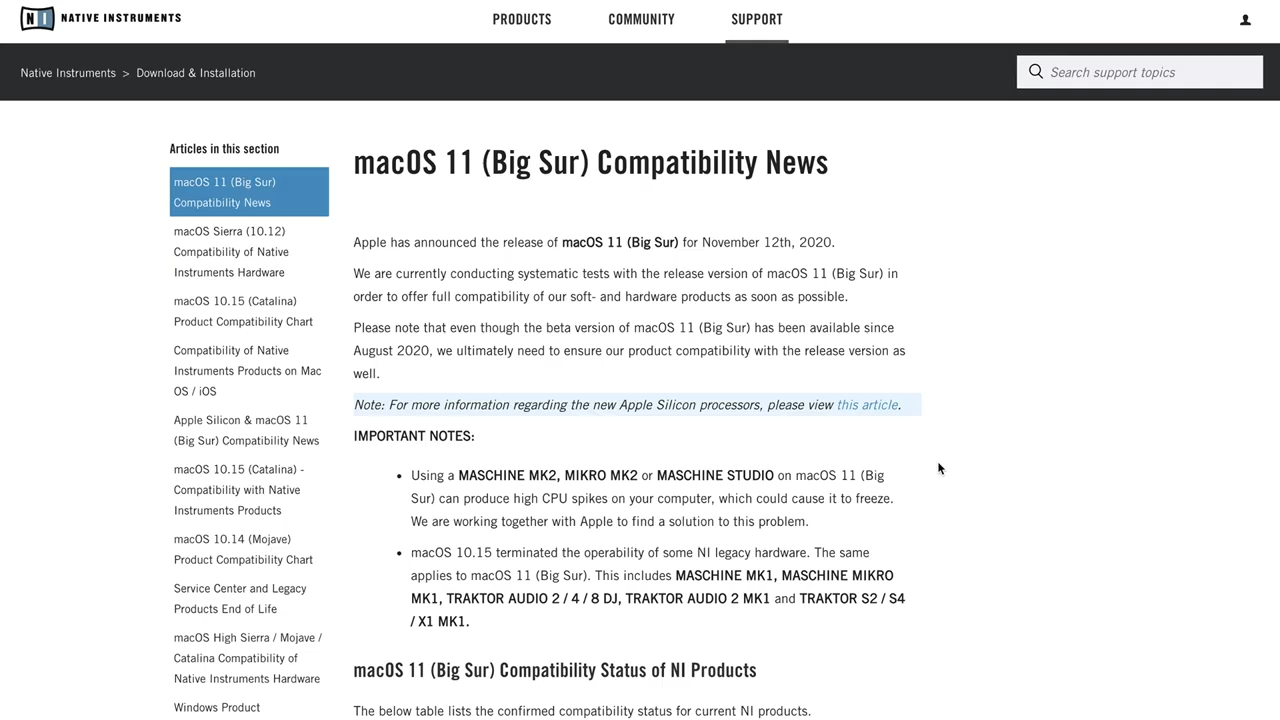 NI NATIVE INSTRUMENTS
PRODUCTS
COMMUNITY
SUPPORT
Native Instruments > Download & Installation
Search support topics
Articles in this section
macOS 11 (Big Sur)
Compatibility News
macOS Sierra (10.12)
Compatibility of Native
Instruments Hardware
macOS 10.15 (Catalina)
Product Compatibility Chart
Compatibility of Native
Instruments Products on Mac
OS / iOS
Apple Silicon & macOS 11
(Big Sur) Compatibility News
macOS 10.15 (Catalina) -
Compatibility with Native
Instruments Products
macOS 10.14 (Mojave)
Product Compatibility Chart
Service Center and Legacy
Products End of Life
macOS High Sierra / Mojave /
Catalina Compatibility of
Native Instruments Hardware
Windows Product
macOS 11 (Big Sur) Compatibility News
Apple has announced the release of macOS 11 (Big Sur) for November 12th, 2020.
We are currently conducting systematic tests with the release version of macOS 11 (Big Sur) in
order to offer full compatibility of our soft- and hardware products as soon as possible.
Please note that even though the beta version of macOS 11 (Big Sur) has been available since
August 2020, we ultimately need to ensure our product compatibility with the release version as
well.
Note: For more information regarding the new Apple Silicon processors, please view this article.
IMPORTANT NOTES:
• Using a MASCHINE MK2, MIKRO MK2 or MASCHINE STUDIO on macOS 11 (Big
Sur) can produce high CPU spikes on your computer, which could cause it to freeze.
We are working together with Apple to find a solution to this problem.
• macOS 10.15 terminated the operability of some NI legacy hardware. The same
applies to macOS 11 (Big Sur). This includes MASCHINE MK1, MASCHINE MIKRO
MK1, TRAKTOR AUDIO 2 / 4 / 8 DJ, TRAKTOR AUDIO 2 MK1 and TRAKTOR S2 / S4
/ X1 MK1.
macOS 11 (Big Sur) Compatibility Status of NI Products
The below table lists the confirmed compatibility status for current NI products.